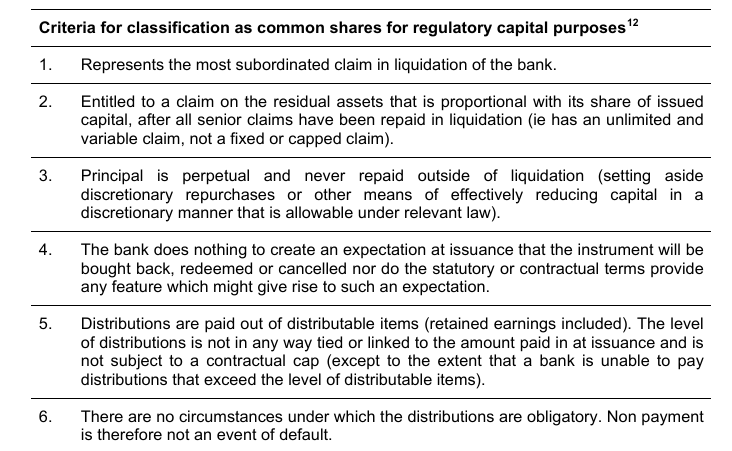 Criteria for classification as common shares for regulatory capital purposes12
1. Represents the most subordinated claim in liquidation of the bank.
2. Entitled to a claim on the residual assets that is proportional with its share of issued
capital, after all senior claims have been repaid in liquidation (ie has an unlimited and
variable claim, not a fixed or capped claim).
3. Principal is perpetual and never repaid outside of liquidation (setting aside
discretionary repurchases or other means of effectively reducing capital in a
discretionary manner that is allowable under relevant law).
4. The bank does nothing to create an expectation at issuance that the instrument will be
bought back, redeemed or cancelled nor do the statutory or contractual terms provide
any feature which might give rise to such an expectation.
5. Distributions are paid out of distributable items (retained earnings included). The level
of distributions is not in any way tied or linked to the amount paid in at issuance and is
not subject to a contractual cap (except to the extent that a bank is unable to pay
distributions that exceed the level of distributable items).
6. There are no circumstances under which the distributions are obligatory. Non payment
is therefore not an event of default.